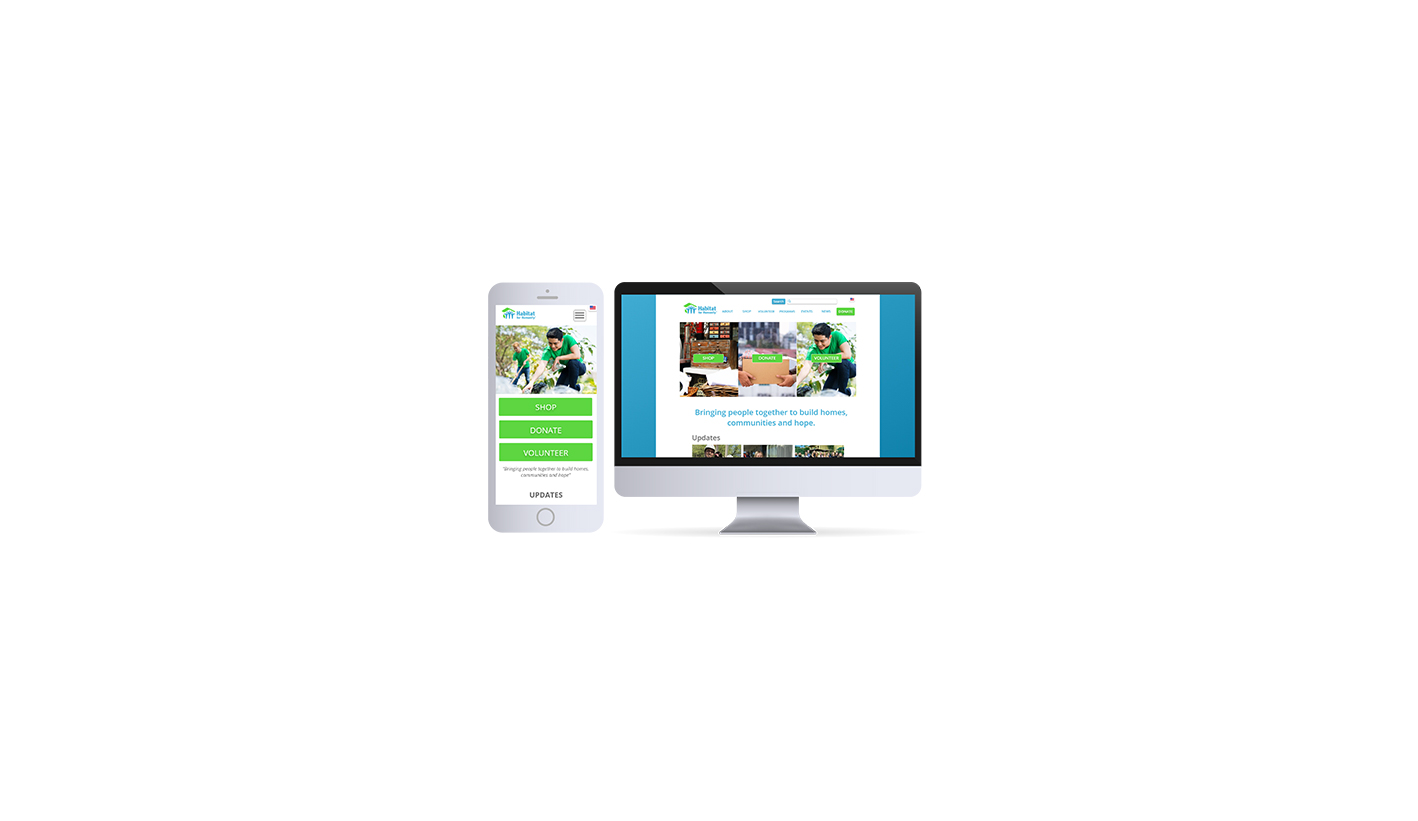 Habitat
for Humanity
SHOP
DONATE
VOLUNTEER
"Bringing people together to build homes,
communities and hope"
UPDATES
Habitat
for Humanity
ABOUT SHOP VOLUNTEER PROGRAMS EVENTS NEWS DONATE
SHOP DONATE VOLUNTEER
Bringing people together to build homes,
communities and hope.
Updates